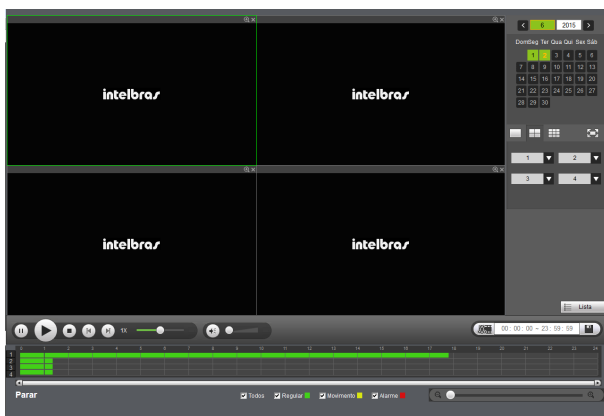 6 2015
Dom Seg Ter Qua Qui Sex Sáb
1 2 3 4 5 6
7 8 9 10 11 12 13
14 15 16 17 18 19 20
21 22 23 24 25 26 27
28 29 30
intelbras
intelbras
1 2
3 4
intelbras
intelbras
Lista
1X
00 : 00 : 00 ~ 23 : 59 : 59
0 1 2 3 4 5 6 7 8 9 10 11 12 13 14 15 16 17 18 19 20 21 22 23 24
1
2
3
4
Parar
Todos Regular Movimento Alarme